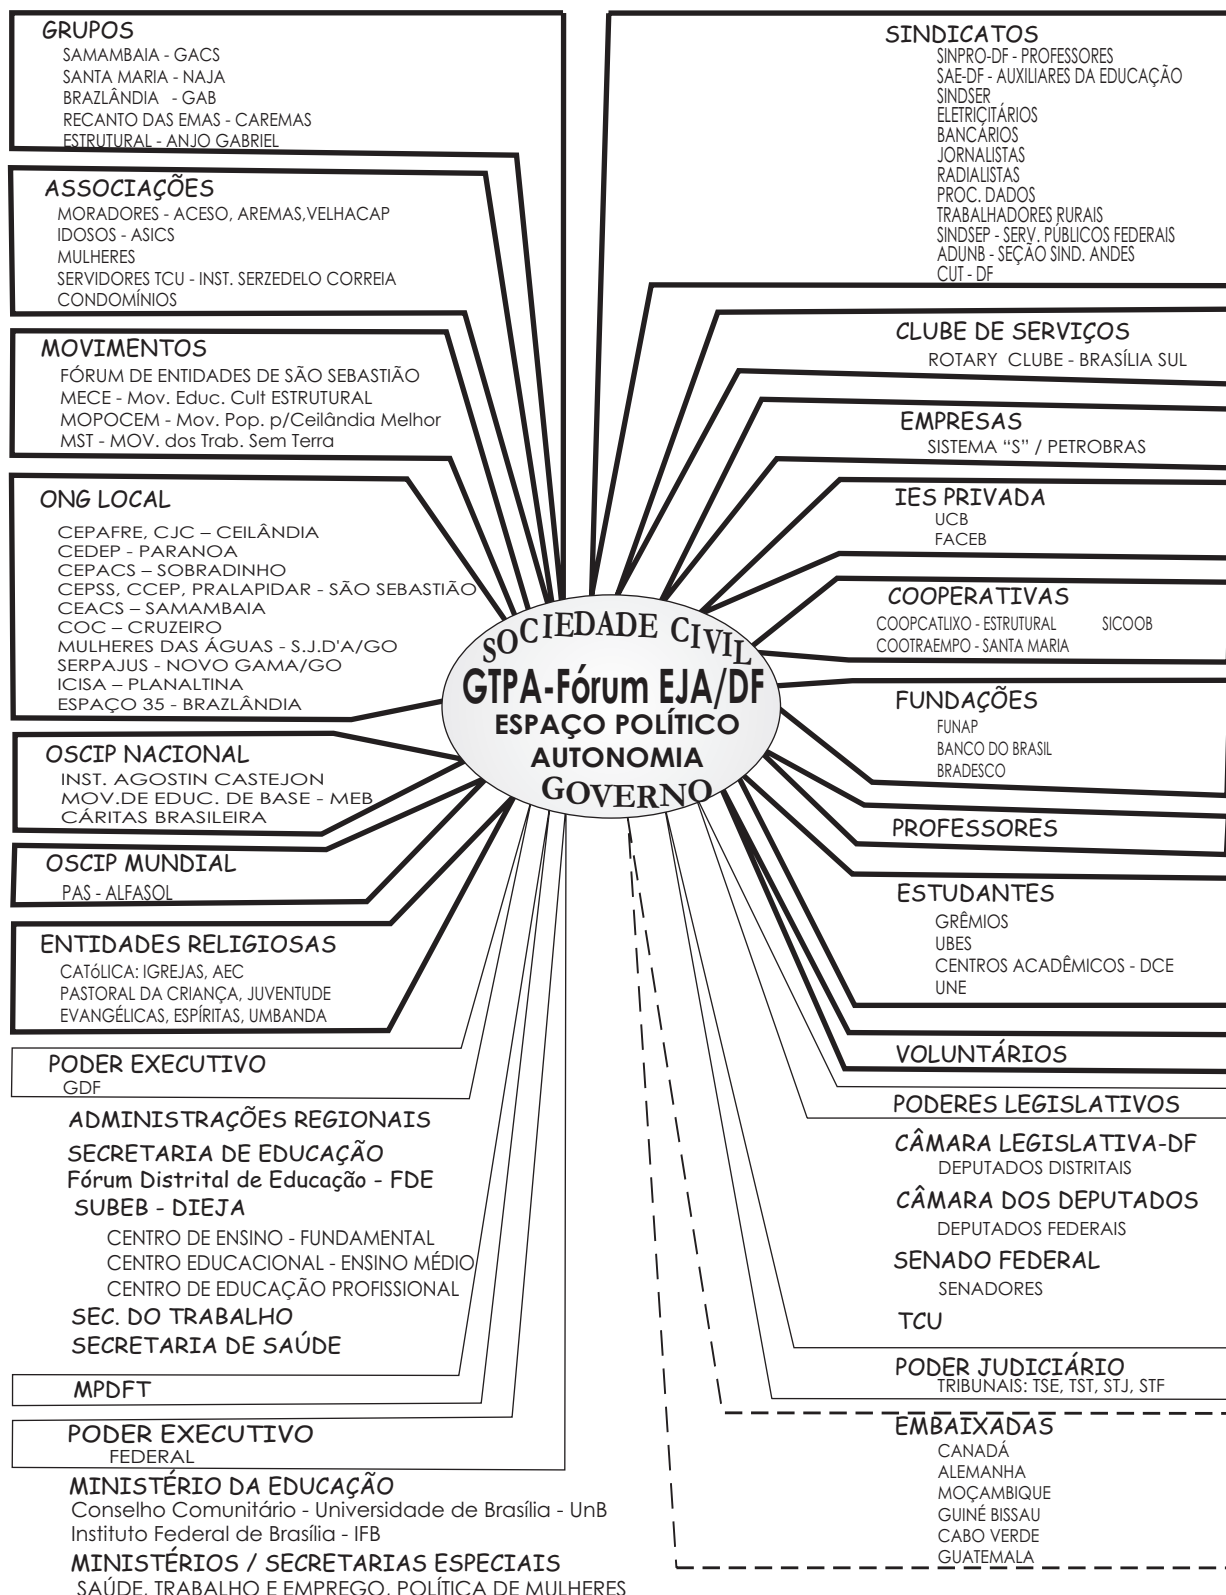 GRUPOS
SAMAMBAIA - GACS
SANTA MARIA - NAJA
BRAZLÂNDIA - GAB
RECANTO DAS EMAS - CAREMAS
ESTRUTURAL - ANJO GABRIEL
ASSOCIAÇÕES
MORADORES - ACESO, AREMAS,VELHACAP
IDOSOS - ASICS
MULHERES
SERVIDORES TCU - INST. SERZEDELO CORREIA
CONDOMÍNIOS
MOVIMENTOS
FÓRUM DE ENTIDADES DE SÃO SEBASTIÃO
MECE - Mov. Educ. Cult ESTRUTURAL
MOPOCEM - Mov. Pop. p/Ceilândia Melhor
MST - MOV. dos Trab. Sem Terra
ONG LOCAL
CEPAFRE, CJC – CEILÂNDIA
CEDEP - PARANOA
CEPACS – SOBRADINHO
CEPSS, CCEP, PRALAPIDAR - SÃO SEBASTIÃO
CEACS – SAMAMBAIA
COC – CRUZEIRO
MULHERES DAS ÁGUAS - S.J.D'A/GO
SERPAJUS - NOVO GAMA/GO
ICISA – PLANALTINA
ESPAÇO 35 - BRAZLÂNDIA
OSCIP NACIONAL
INST. AGOSTIN CASTEJON
MOV.DE EDUC. DE BASE - MEB
CÁRITAS BRASILEIRA
OSCIP MUNDIAL
PAS - ALFASOL
ENTIDADES RELIGIOSAS
CATóLICA: IGREJAS, AEC
PASTORAL DA CRIANÇA, JUVENTUDE
EVANGÉLICAS, ESPÍRITAS, UMBANDA
PODER EXECUTIVO
GDF
ADMINISTRAÇÕES REGIONAIS
SECRETARIA DE EDUCAÇÃO
Fórum Distrital de Educação - FDE
SUBEB - DIEJA
CENTRO DE ENSINO - FUNDAMENTAL
CENTRO EDUCACIONAL - ENSINO MÉDIO
CENTRO DE EDUCAÇÃO PROFISSIONAL
SEC. DO TRABALHO
SECRETARIA DE SAÚDE
MPDFT
PODER EXECUTIVO
FEDERAL
MINISTÉRIO DA EDUCAÇÃO
Conselho Comunitário - Universidade de Brasília - UnB
Instituto Federal de Brasília - IFB
MINISTÉRIOS / SECRETARIAS ESPECIAIS
SAÚDE, TRABALHO E EMPREGO, POLÍTICA DE MULHERES
SOCIEDADE CIVIL
GTPA-Fórum EJA/DF
ESPAÇO POLÍTICO
AUTONOMIA
GOVERNO
SINDICATOS
SINPRO-DF - PROFESSORES
SAE-DF - AUXILIARES DA EDUCAÇÃO
SINDSER
ELETRICITÁRIOS
BANCÁRIOS
JORNALISTAS
RADIALISTAS
PROC. DADOS
TRABALHADORES RURAIS
SINDSEP - SERV. PÚBLICOS FEDERAIS
ADUNB - SEÇÃO SIND. ANDES
CUT - DF
CLUBE DE SERVIÇOS
ROTARY CLUBE - BRASÍLIA SUL
EMPRESAS
SISTEMA “S” / PETROBRAS
IES PRIVADA
UCB
FACEB
COOPERATIVAS
COOPCATLIXO - ESTRUTURAL SICOOB
COOTRAEMPO - SANTA MARIA
FUNDAÇÕES
FUNAP
BANCO DO BRASIL
BRADESCO
PROFESSORES
ESTUDANTES
GRÊMIOS
UBES
CENTROS ACADÊMICOS - DCE
UNE
VOLUNTÁRIOS
PODERES LEGISLATIVOS
CÂMARA LEGISLATIVA-DF
DEPUTADOS DISTRITAIS
CÂMARA DOS DEPUTADOS
DEPUTADOS FEDERAIS
SENADO FEDERAL
SENADORES
TCU
PODER JUDICIÁRIO
TRIBUNAIS: TSE, TST, STJ, STF
EMBAIXADAS
CANADÁ
ALEMANHA
MOÇAMBIQUE
GUINÉ BISSAU
CABO VERDE
GUATEMALA